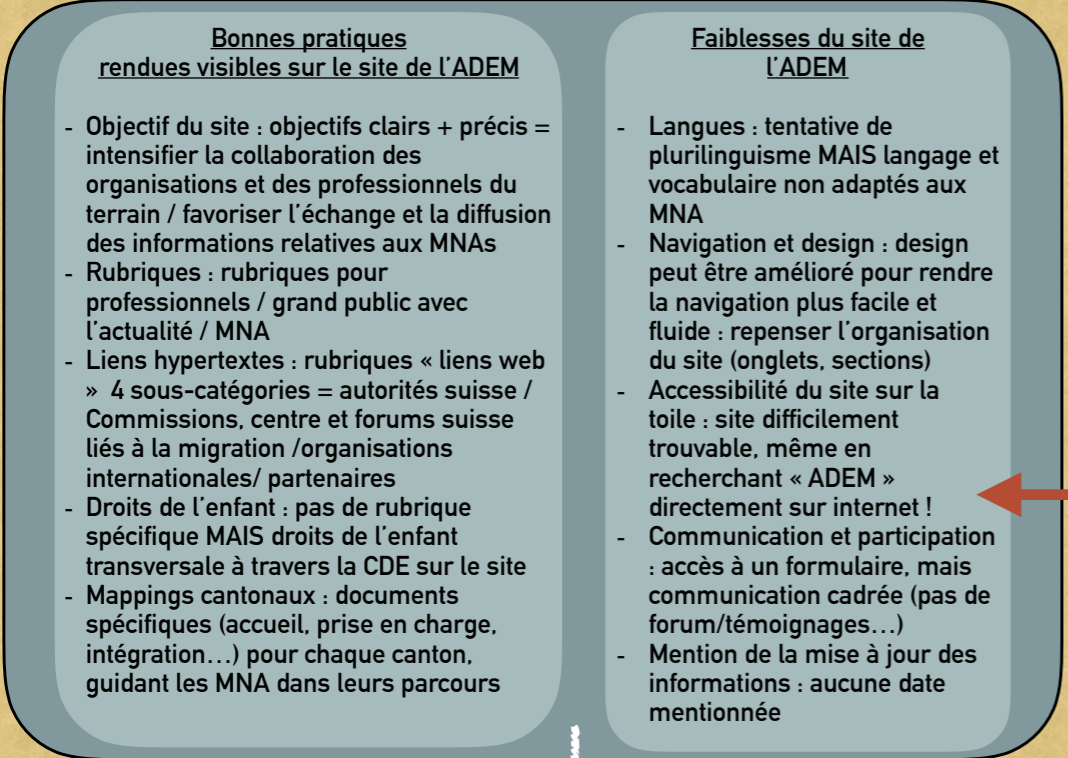 Bonnes pratiques
rendues visibles sur le site de l'ADEM
- Objectif du site : objectifs clairs + précis =
intensifier la collaboration des
organisations et des professionnels du
terrain / favoriser l'échange et la diffusion
des informations relatives aux MNAs
- Rubriques : rubriques pour
professionnels / grand public avec
l'actualité / MNA
- Liens hypertextes : rubriques « liens web
» 4 sous-catégories = autorités suisse /
Commissions, centre et forums suisse
liés à la migration /organisations
internationales/ partenaires
- Droits de l'enfant : pas de rubrique
spécifique MAIS droits de l'enfant
transversale à travers la CDE sur le site
- Mappings cantonaux : documents
spécifiques (accueil, prise en charge,
intégration…) pour chaque canton,
guidant les MNA dans leurs parcours
Faiblesses du site de
l'ADEM
- Langues : tentative de
plurilinguisme MAIS langage et
vocabulaire non adaptés aux
MNA
- Navigation et design : design
peut être amélioré pour rendre
la navigation plus facile et
fluide : repenser l'organisation
du site (onglets, sections)
- Accessibilité du site sur la
toile : site difficilement
trouvable, même en
recherchant « ADEM »
directement sur internet !
- Communication et participation
: accès à un formulaire, mais
communication cadrée (pas de
forum/témoignages…)
- Mention de la mise à jour des
informations : aucune date
mentionnée